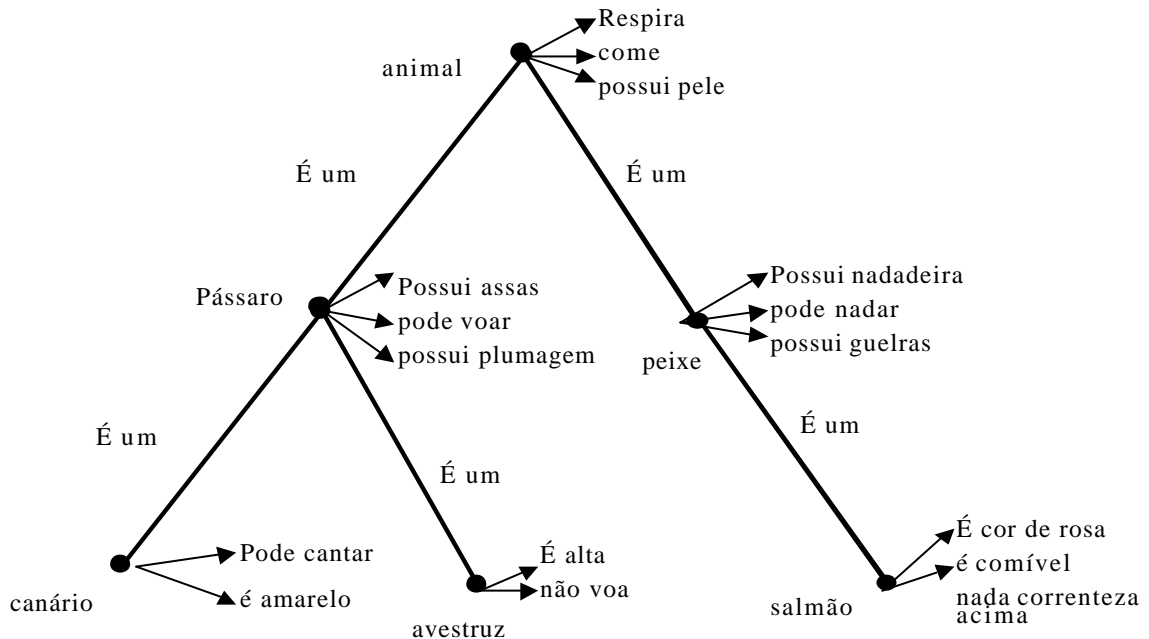 Respira
animal
come
possui pele
É um
É um
Pássaro
Possui assas
pode voar
possui plumagem
Possui nadadeira
pode nadar
possui guelras
peixe
É um
É um
É um
canário
Pode cantar
é amarelo
avestruz
É alta
não voa
salmão
É cor de rosa
é comível
nada correnteza
acima